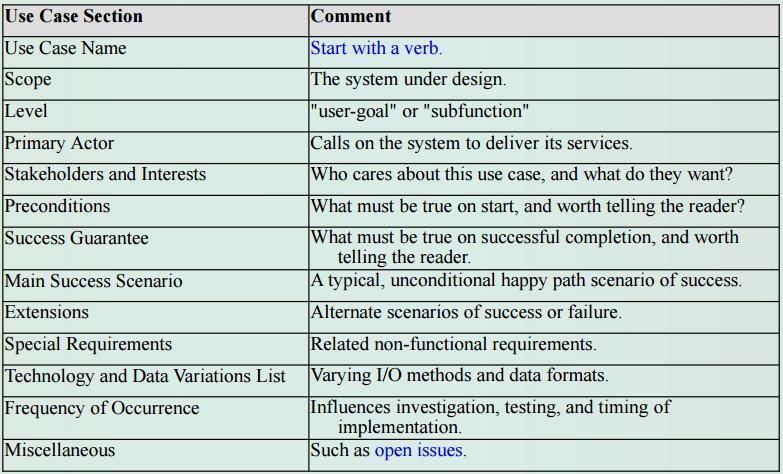 Use Case Section Comment
Use Case Name Start with a verb.
Scope The system under design.
Level "user-goal" or "subfunction"
Primary Actor Calls on the system to deliver its services.
Stakeholders and Interests Who cares about this use case, and what do they want?
Preconditions What must be true on start, and worth telling the reader?
Success Guarantee What must be true on successful completion, and worth
telling the reader.
Main Success Scenario A typical, unconditional happy path scenario of success.
Extensions Alternate scenarios of success or failure.
Special Requirements Related non-functional requirements.
Technology and Data Variations List Varying I/O methods and data formats.
Frequency of Occurrence Influences investigation, testing, and timing of
implementation.
Miscellaneous Such as open issues.